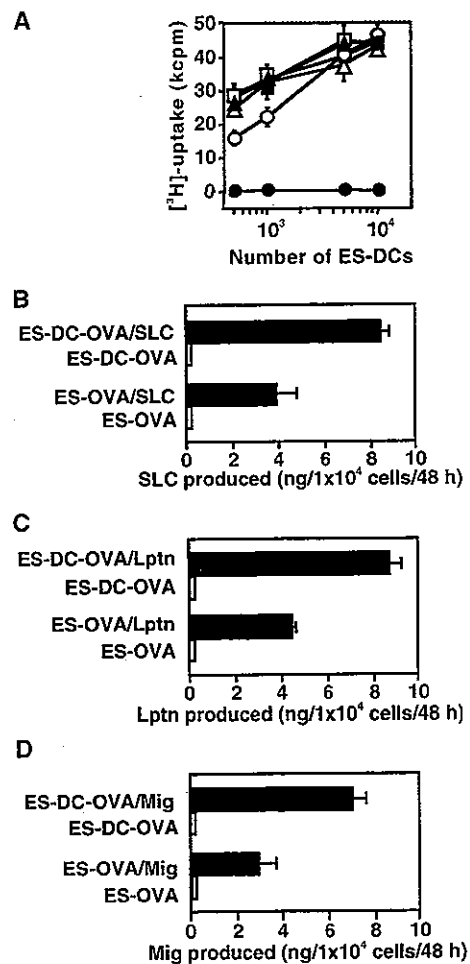 A
[³H]-uptake (kcpm)
50
40
30
20
10
0
10³ 10⁴
Number of ES-DCs
B
ES-DC-OVA/SLC
ES-DC-OVA
ES-OVA/SLC
ES-OVA
0 2 4 6 8 10
SLC produced (ng/1x10⁴ cells/48 h)
C
ES-DC-OVA/Lptn
ES-DC-OVA
ES-OVA/Lptn
ES-OVA
0 2 4 6 8 10
Lptn produced (ng/1x10⁴ cells/48 h)
D
ES-DC-OVA/Mig
ES-DC-OVA
ES-OVA/Mig
ES-OVA
0 2 4 6 8 10
Mig produced (ng/1x10⁴ cells/48 h)